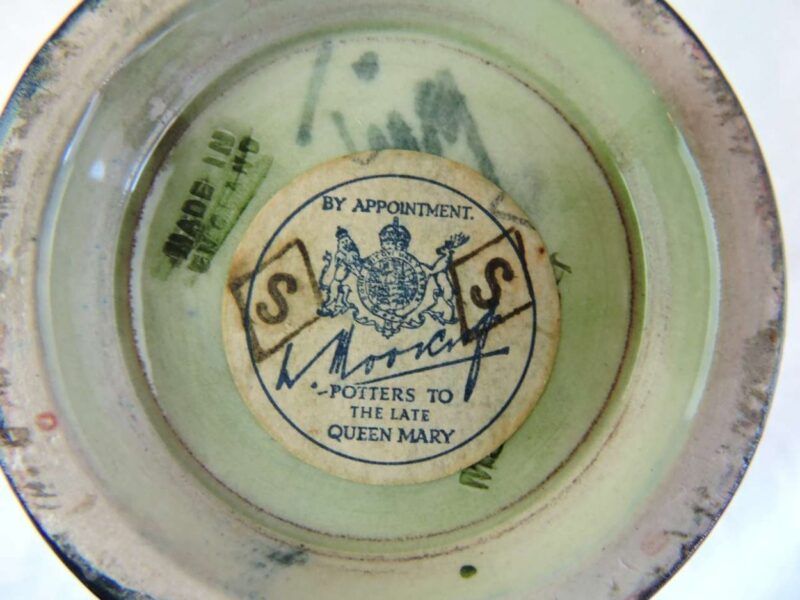 MADE IN
ENGLAND
BY APPOINTMENT.
S S
W. Moorcroft
POTTERS TO
THE LATE
QUEEN MARY